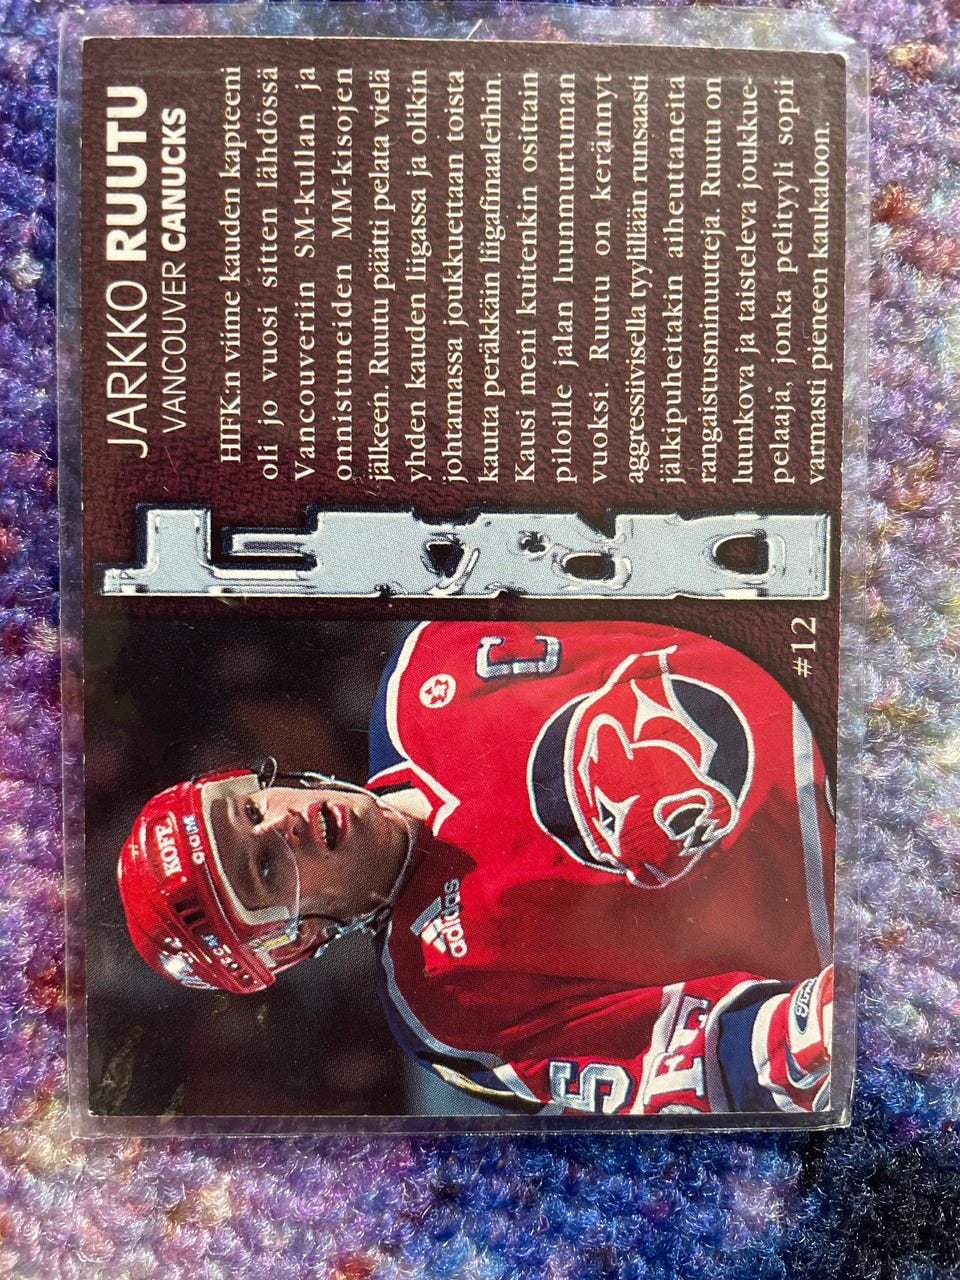 JARKKO RUUTU
VANCOUVER CANUCKS
HIFK:n viime kauden kapteeni
oli jo vuosi sitten lähdössä
Vancouveriin SM-kullan ja
onnistuneiden MM-kisojen
jälkeen. Ruutu päätti pelata vielä
yhden kauden liigassa ja olikin
johtamassa joukkuettaan toista
kautta peräkkäin liigafinaaleihin.
Kausi meni kuitenkin osittain
piloille jalan luunmurtuman
vuoksi. Ruutu on kerännyt
aggressiivisella tyylillään runsaasti
jälkipuhettakin aiheuttaneita
rangaistusminuutteja. Ruutu on
luunkova ja taisteleva joukkue-
pelaaja, jonka pelityyli sopii
varmasti pieneen kaukaloon.
#12
C
KOFF
adidas
5